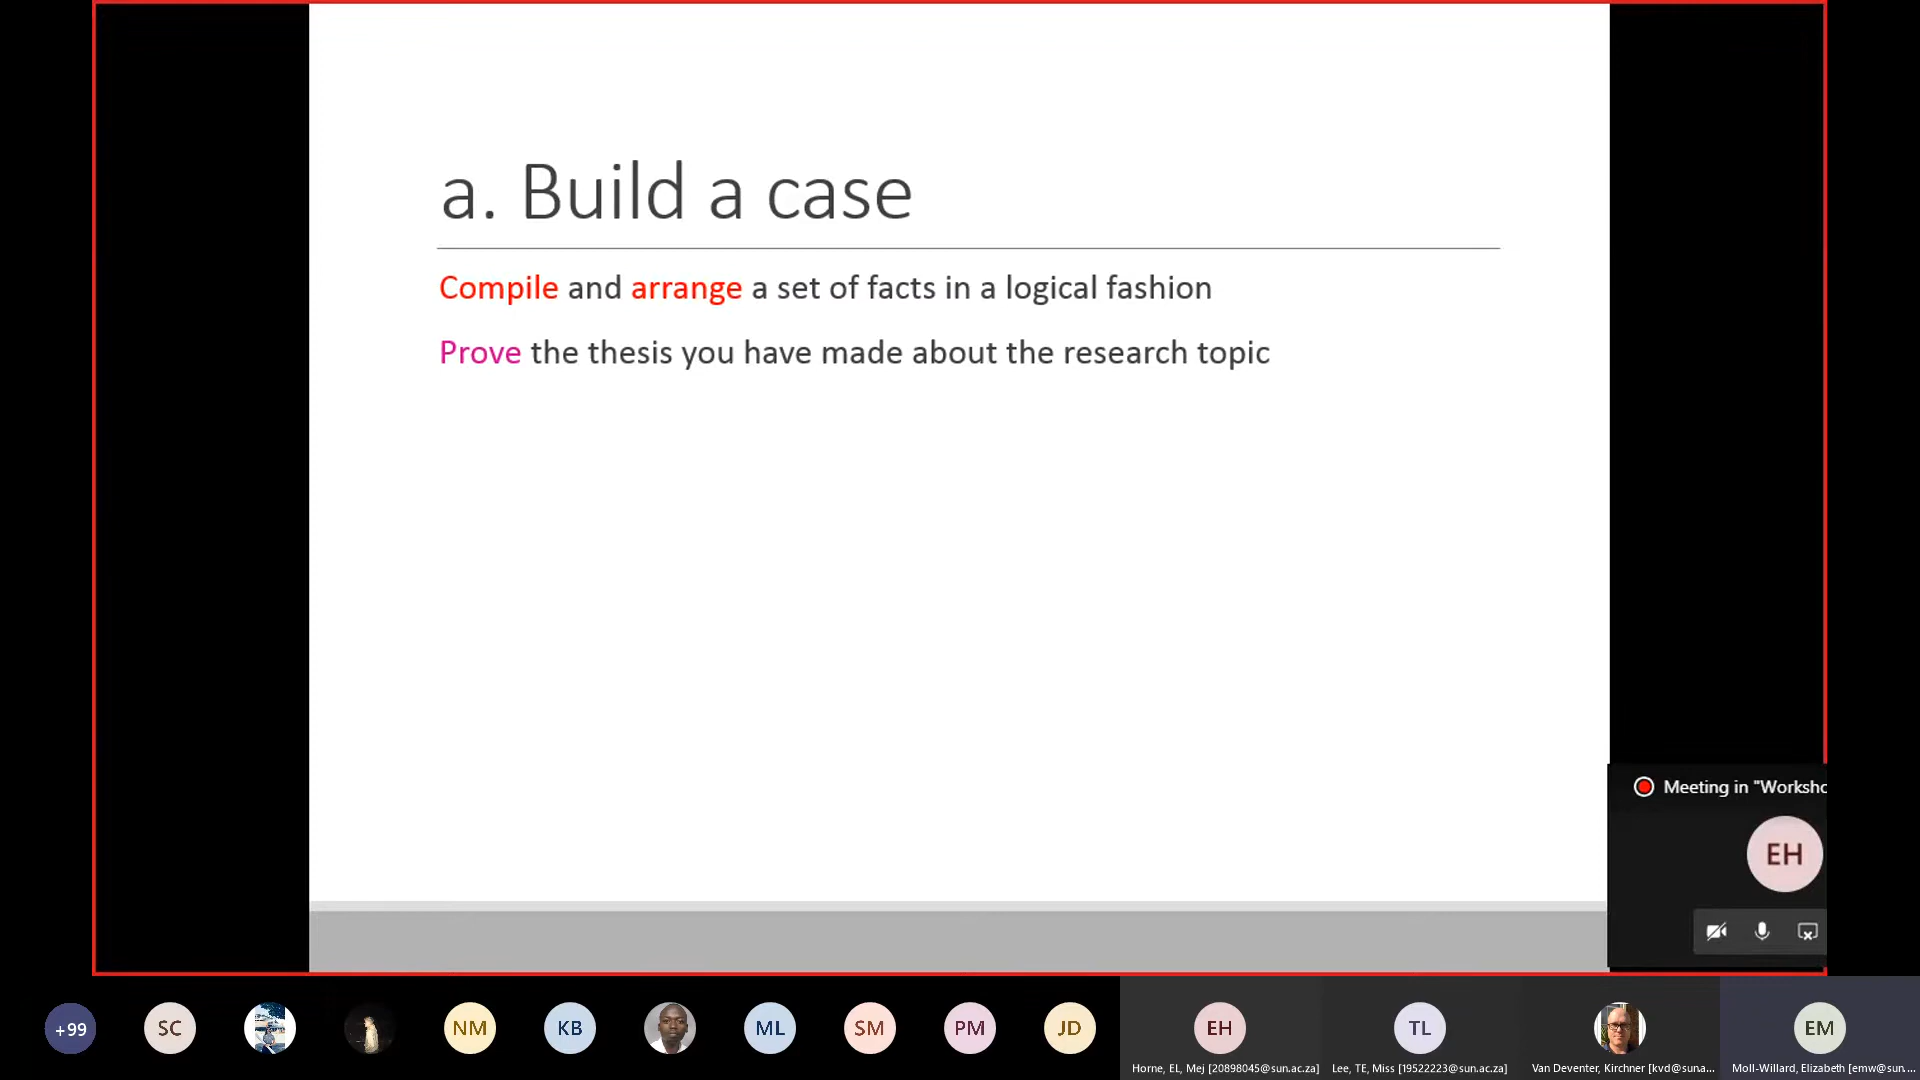 a. Build a case
Compile and arrange a set of facts in a logical fashion
Prove the thesis you have made about the research topic
Meeting in "Worksho
EH
+99
SC
NM
KB
ML
SM
PM
JD
EH
TL
EM
Horne, EL, Mej [20898045@sun.ac.za]
Lee, TE, Miss [19522223@sun.ac.za]
Van Deventer, Kirchner [kvd@suna...
Moll-Willard, Elizabeth [emw@sun....